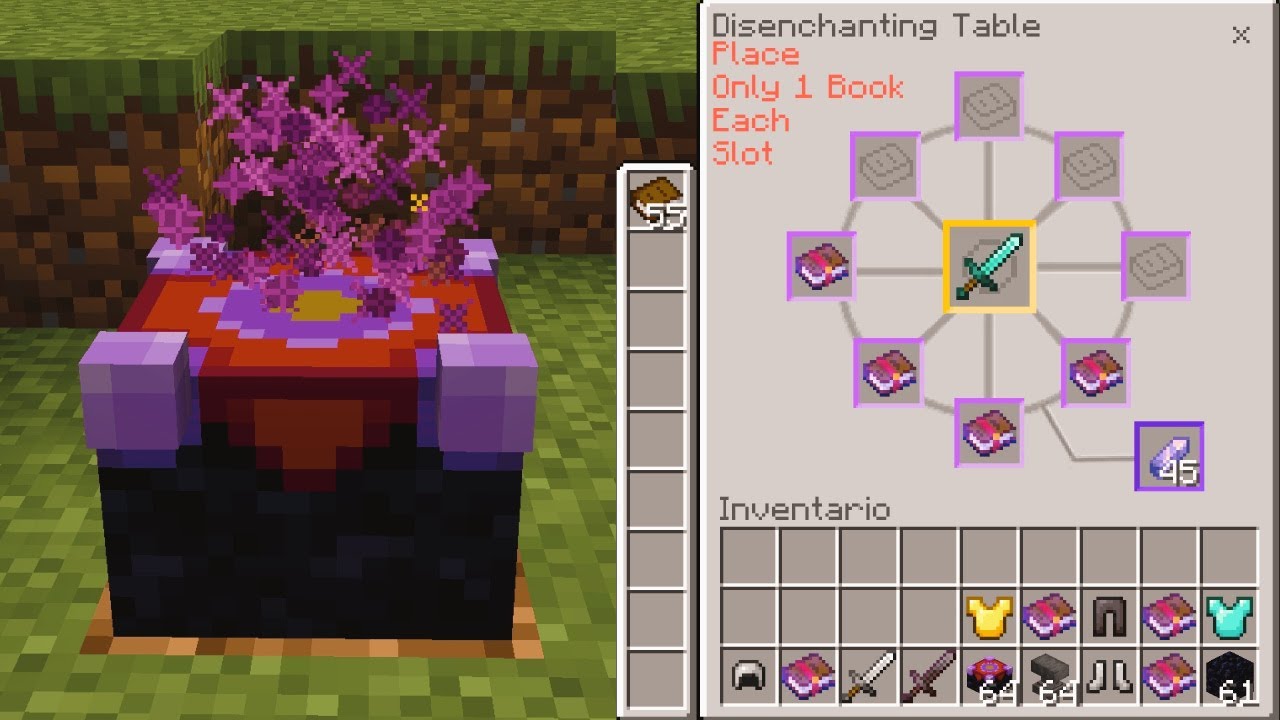 Disenchanting Table
Place
Only 1 Book
Each
Slot
55
45
Inventario
64
64
61